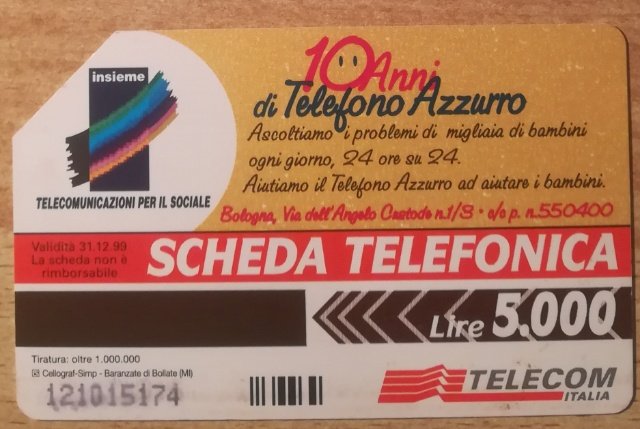 insieme
TELECOMUNICAZIONI PER IL SOCIALE
10 Anni
di Telefono Azzurro
Ascoltiamo i problemi di migliaia di bambini
ogni giorno, 24 ore su 24.
Aiutiamo il Telefono Azzurro ad aiutare i bambini.
Bologna, Via dell'Angelo Custode n.1/3 • c/c p. n.550400
Validità 31.12.99
La scheda non è
rimborsabile
SCHEDA TELEFONICA
Lire 5.000
Tiratura: oltre 1.000.000
Cellograf-Simp - Baranzate di Bollate (MI)
121015174
TELECOM
ITALIA